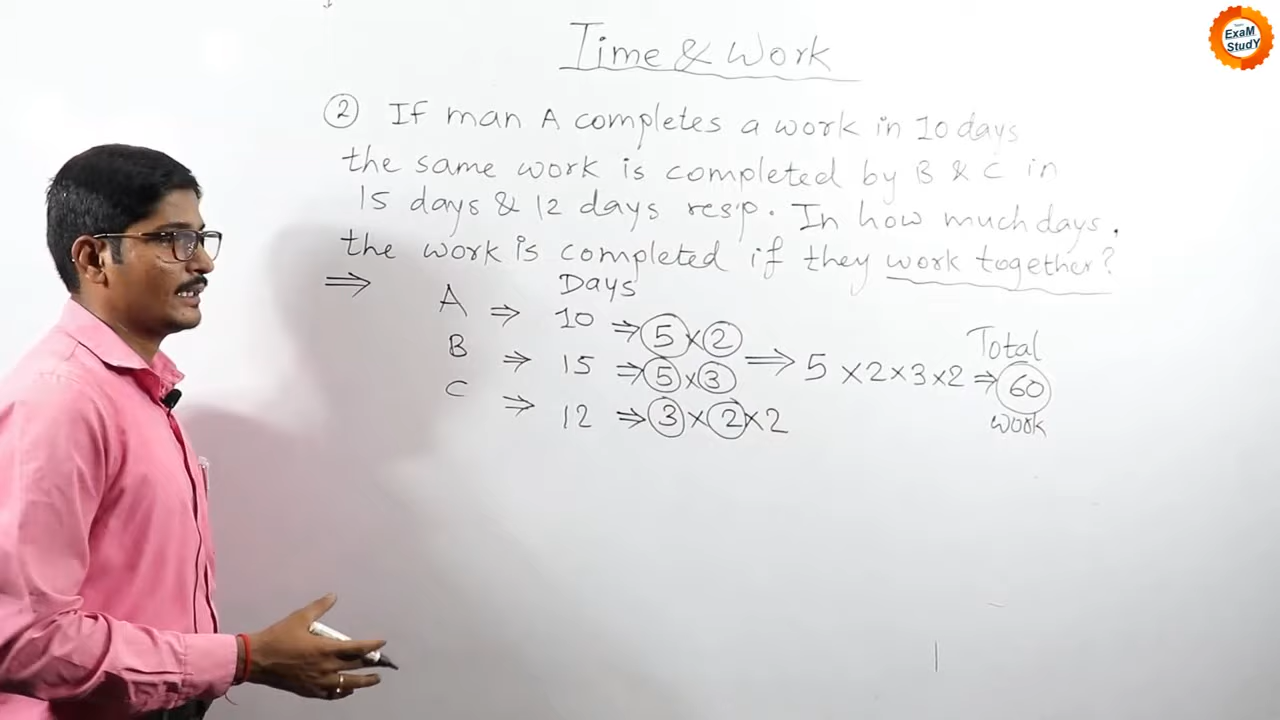 Time & Work
② If man A completes a work in 10 days
the same work is completed by B & C in
15 days & 12 days resp. In how much days.
the work is completed if they work together?
⇒ Days
A ⇒ 10 ⇒ 5 × 2
B ⇒ 15 ⇒ 5 × 3 ⇒ 5 × 2 × 3 × 2 ⇒ 60
C ⇒ 12 ⇒ 3 × 2 × 2
Total
work
ExaM
StudY